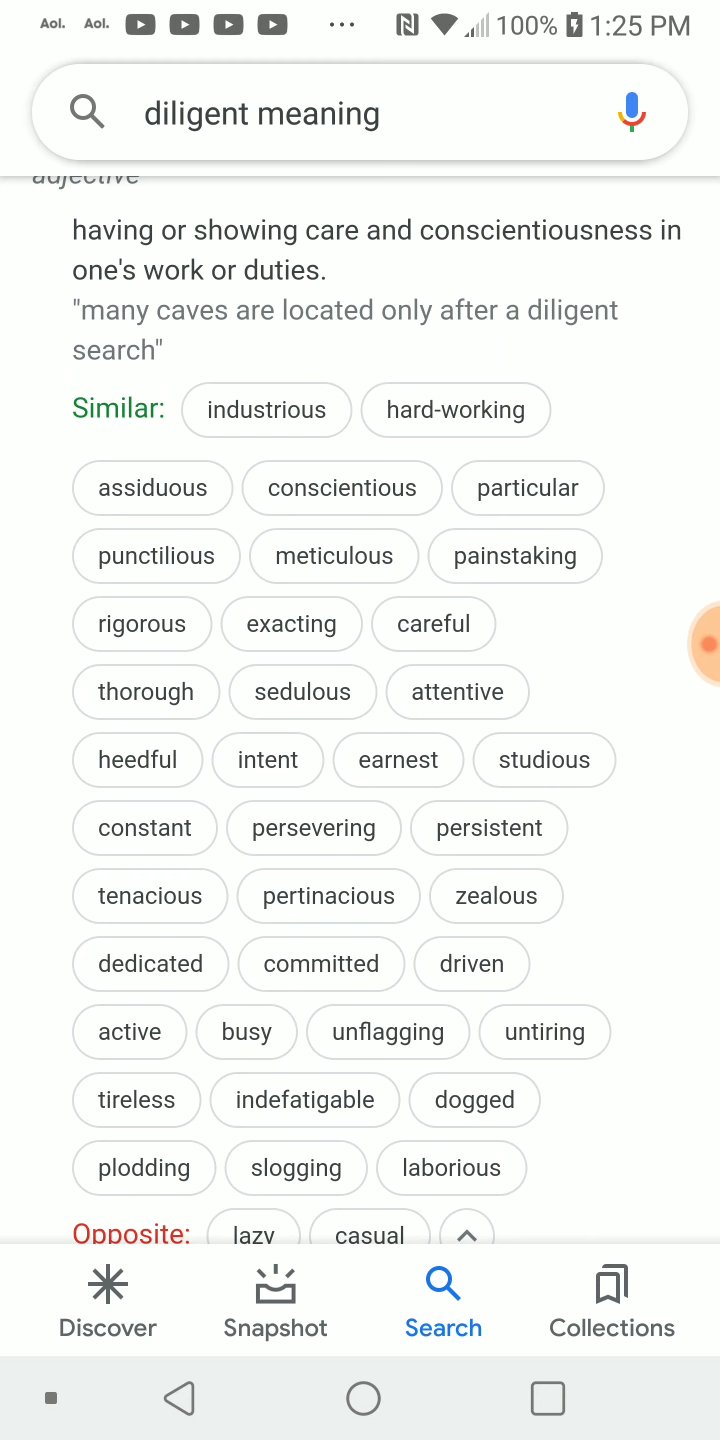 Aol. Aol. ... 100% 1:25 PM
diligent meaning
adjective
having or showing care and conscientiousness in
one's work or duties.
"many caves are located only after a diligent
search"
Similar: industrious hard-working
assiduous conscientious particular
punctilious meticulous painstaking
rigorous exacting careful
thorough sedulous attentive
heedful intent earnest studious
constant persevering persistent
tenacious pertinacious zealous
dedicated committed driven
active busy unflagging untiring
tireless indefatigable dogged
plodding slogging laborious
Opposite: lazy casual
Discover Snapshot Search Collections